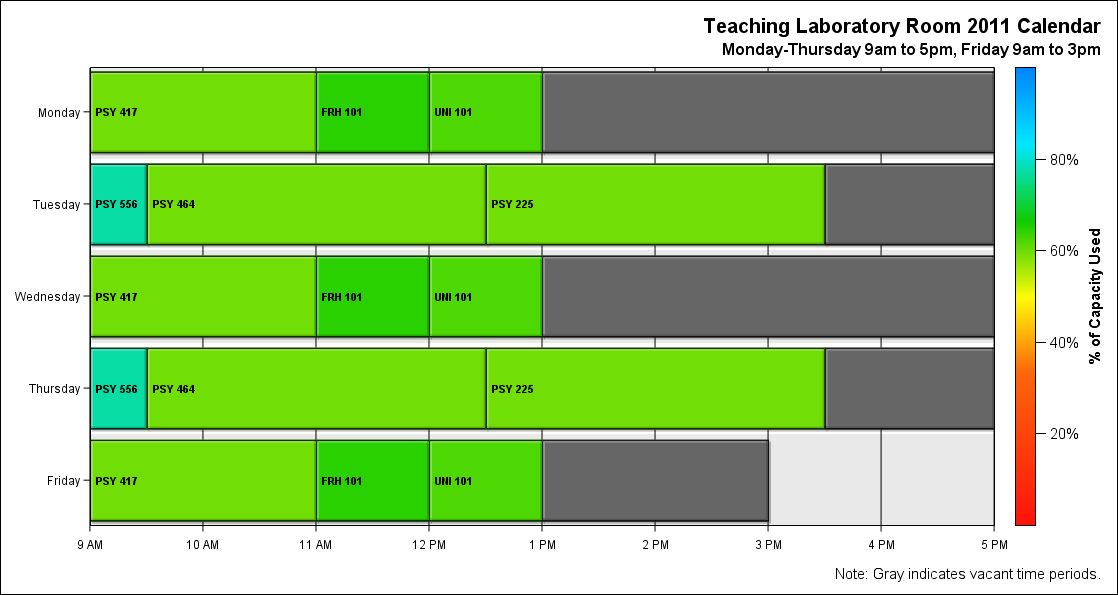 Teaching Laboratory Room 2011 Calendar
Monday-Thursday 9am to 5pm, Friday 9am to 3pm
Monday
PSY 417
FRH 101
UNI 101
Tuesday
PSY 556
PSY 464
PSY 225
Wednesday
PSY 417
FRH 101
UNI 101
Thursday
PSY 556
PSY 464
PSY 225
Friday
PSY 417
FRH 101
UNI 101
9 AM
10 AM
11 AM
12 PM
1 PM
2 PM
3 PM
4 PM
5 PM
80%
60%
40%
20%
% of Capacity Used
Note: Gray indicates vacant time periods.